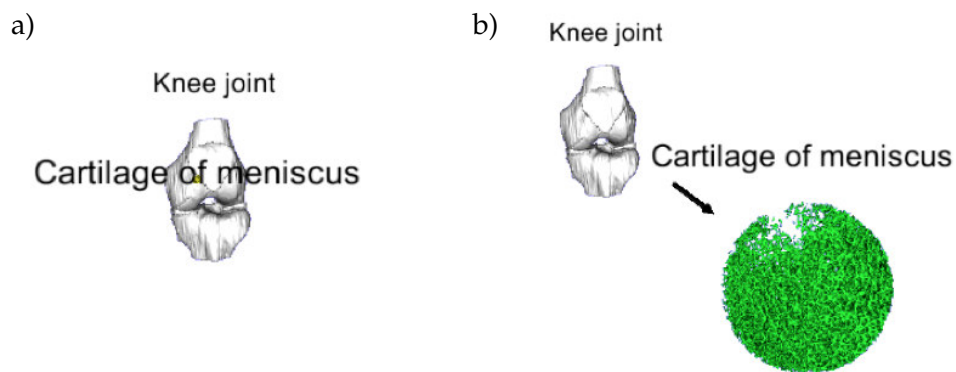 a)
Knee joint
Cartilage of meniscus
b)
Knee joint
Cartilage of meniscus